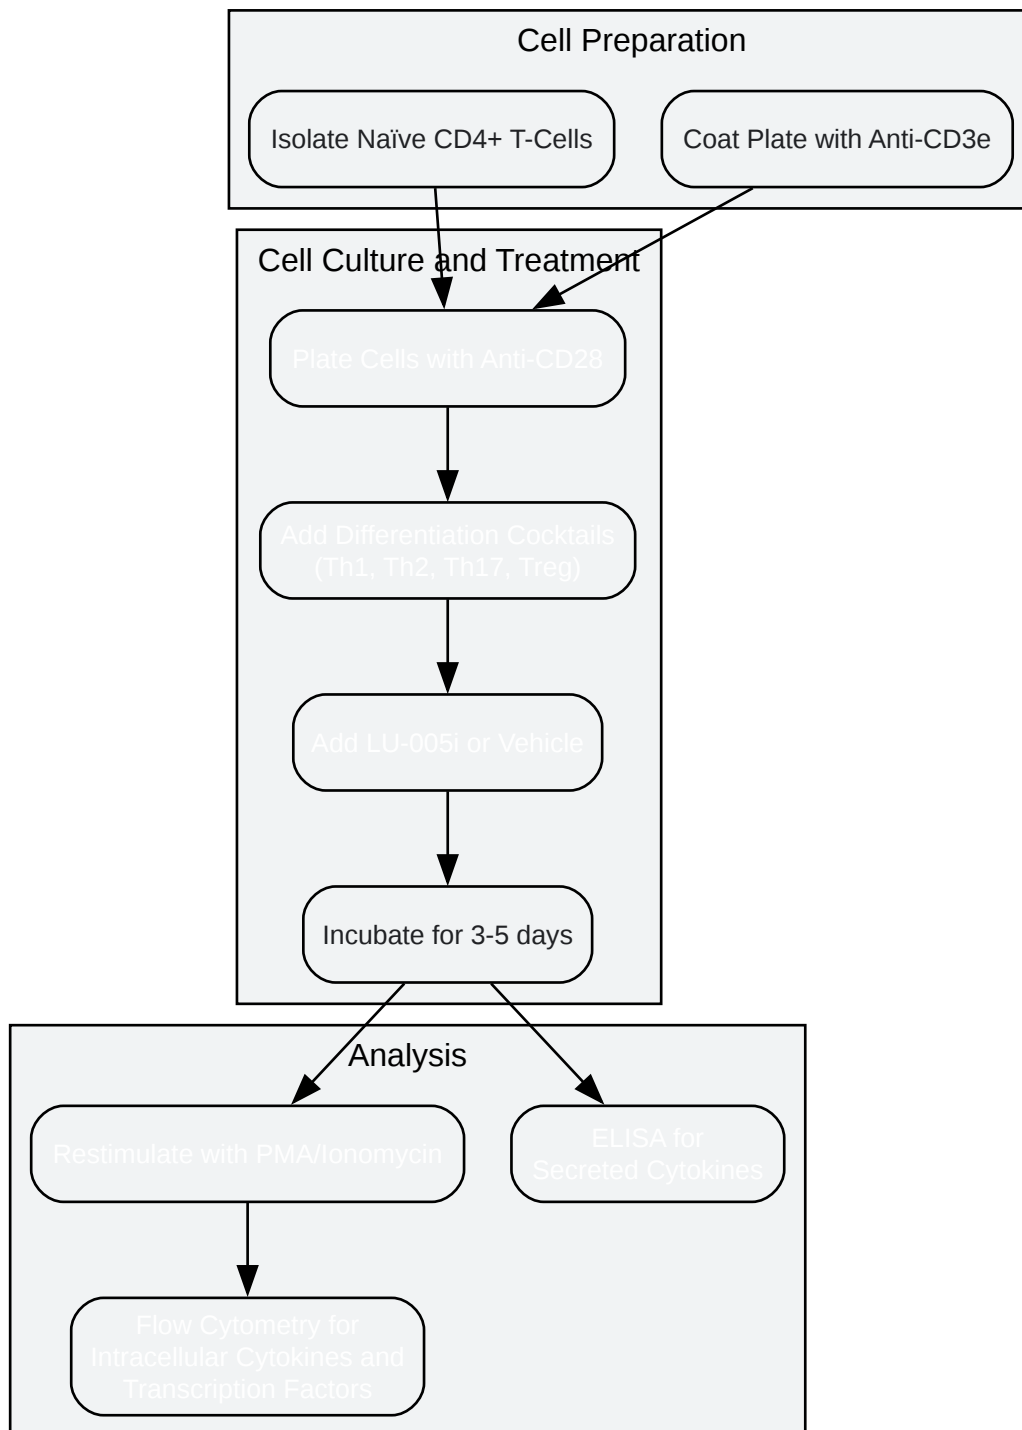 Cell Preparation
Isolate Naïve CD4+ T-Cells
Coat Plate with Anti-CD3e
Cell Culture and Treatment
Plate Cells with Anti-CD28
Add Differentiation Cocktails
(Th1, Th2, Th17, Treg)
Add LU-005i or Vehicle
Incubate for 3-5 days
Analysis
Restimulate with PMA/Ionomycin
ELISA for
Secreted Cytokines
Flow Cytometry for
Intracellular Cytokines and
Transcription Factors